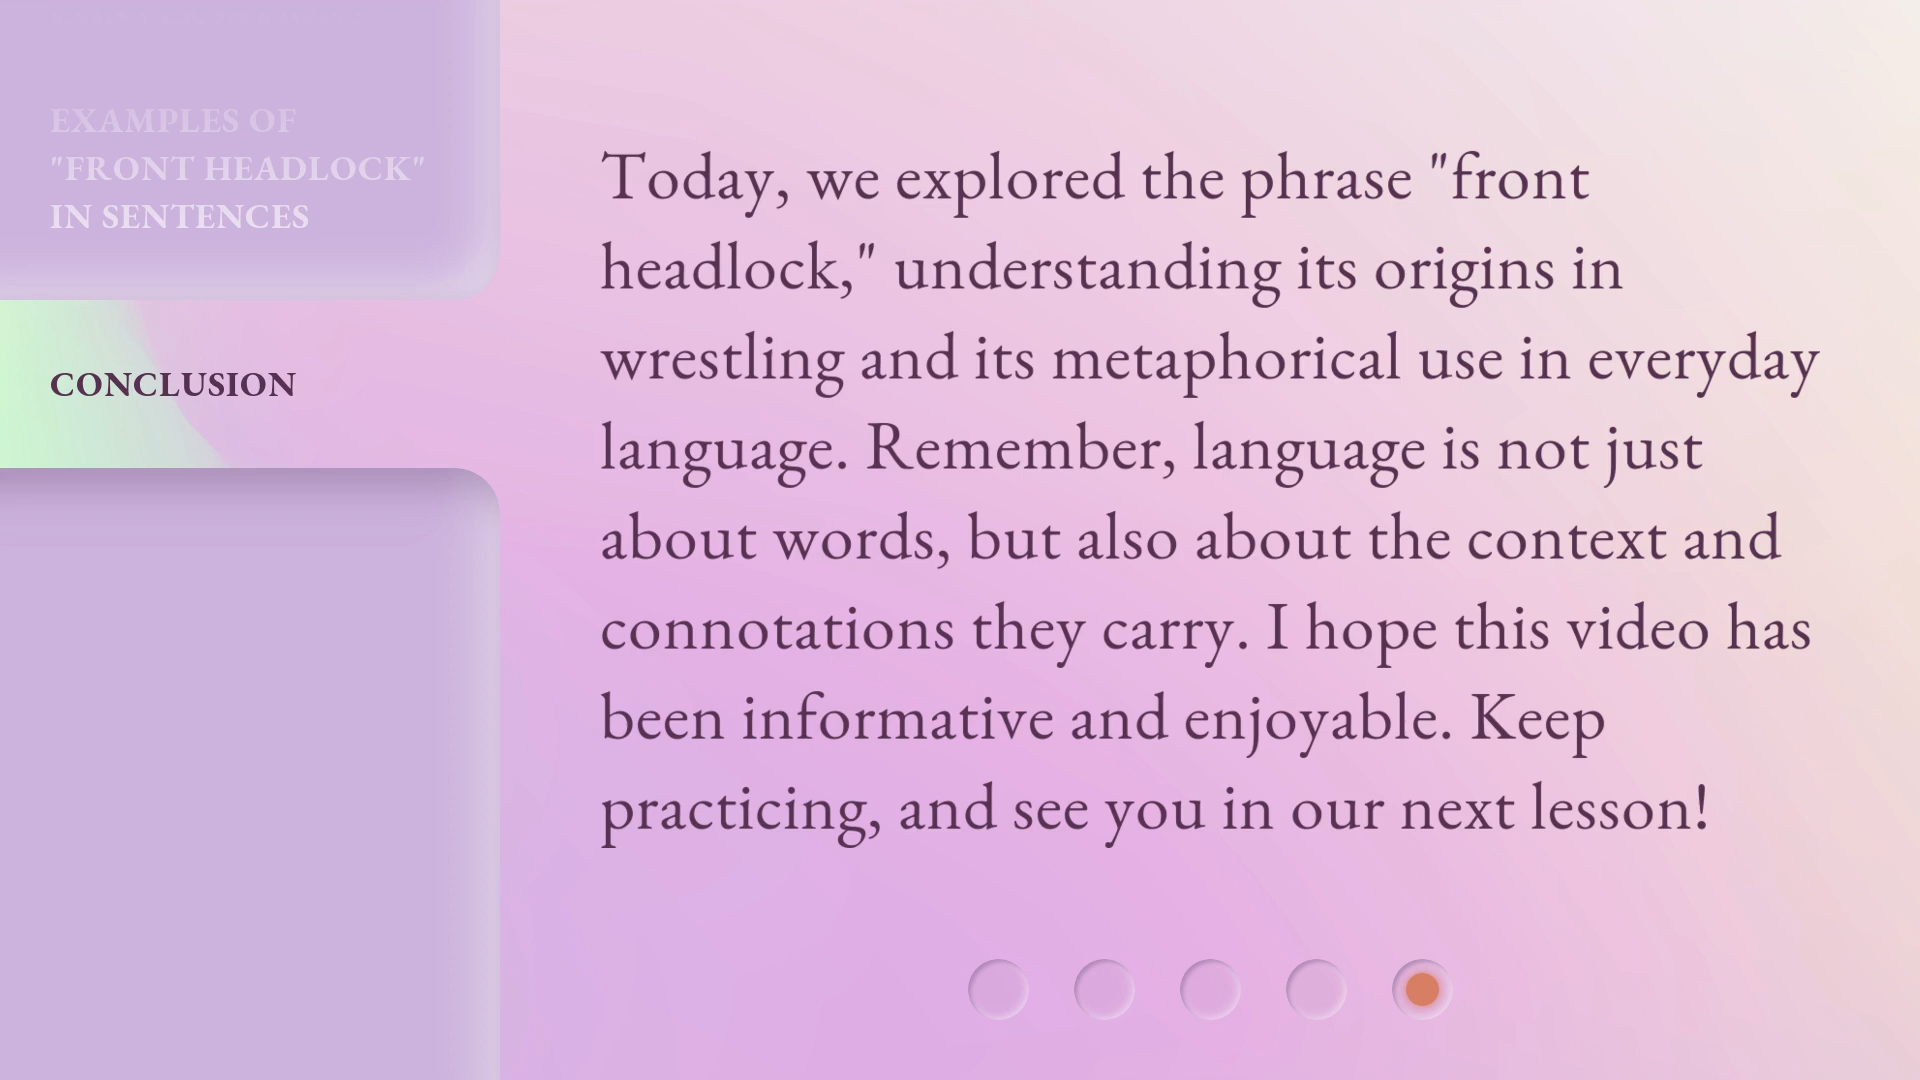 EXAMPLES OF
"FRONT HEADLOCK"
IN SENTENCES
CONCLUSION
Today, we explored the phrase "front
headlock," understanding its origins in
wrestling and its metaphorical use in everyday
language. Remember, language is not just
about words, but also about the context and
connotations they carry. I hope this video has
been informative and enjoyable. Keep
practicing, and see you in our next lesson!